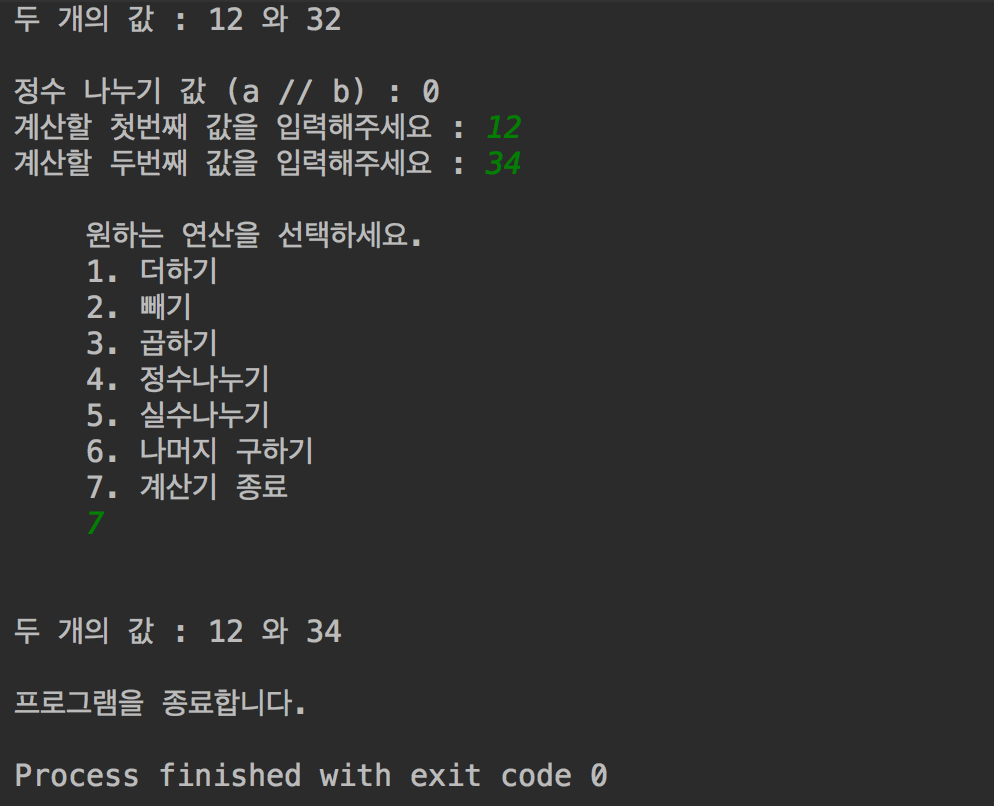 두 개의 값 : 12 와 32
정수 나누기 값 (a // b) : 0
계산할 첫번째 값을 입력해주세요 : 12
계산할 두번째 값을 입력해주세요 : 34
원하는 연산을 선택하세요.
1. 더하기
2. 빼기
3. 곱하기
4. 정수나누기
5. 실수나누기
6. 나머지 구하기
7. 계산기 종료
7
두 개의 값 : 12 와 34
프로그램을 종료합니다.
Process finished with exit code 0